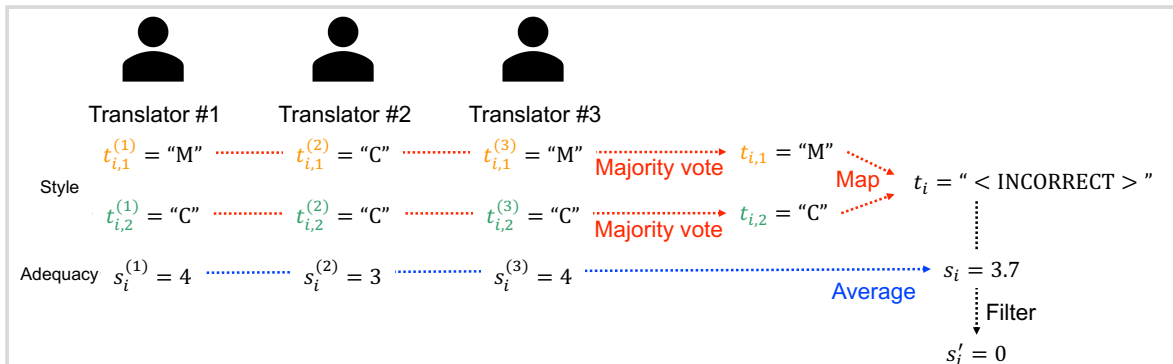 Translator #1 Translator #2 Translator #3
Style
t_{i,1}^{(1)} = “M” t_{i,1}^{(2)} = “C” t_{i,1}^{(3)} = “M” Majority vote t_{i,1} = “M”
Map
t_i = “ < INCORRECT > ”
t_{i,2}^{(1)} = “C” t_{i,2}^{(2)} = “C” t_{i,2}^{(3)} = “C” Majority vote t_{i,2} = “C”
Adequacy s_i^{(1)} = 4 s_i^{(2)} = 3 s_i^{(3)} = 4 Average s_i = 3.7
Filter
s_i' = 0